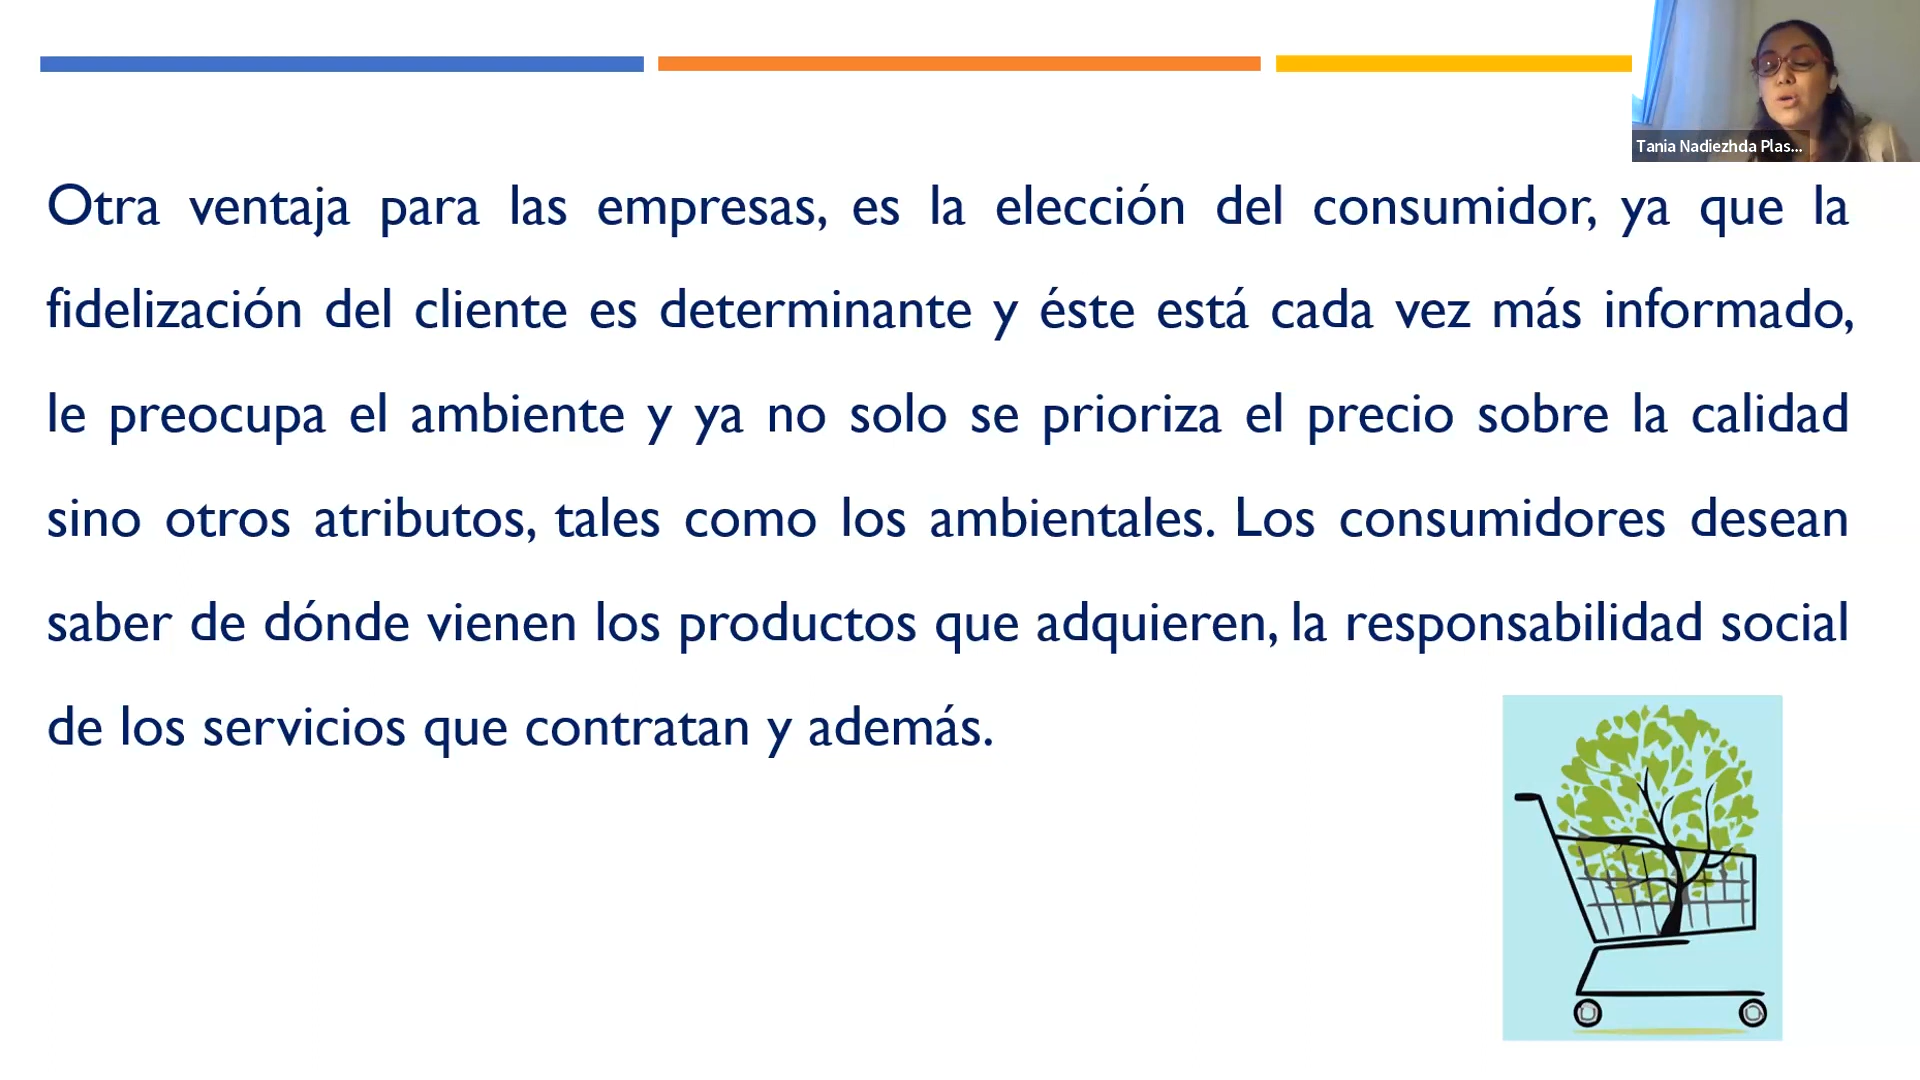 Tania Nadiezhda Plas...
Otra ventaja para las empresas, es la elección del consumidor, ya que la
fidelización del cliente es determinante y éste está cada vez más informado,
le preocupa el ambiente y ya no solo se prioriza el precio sobre la calidad
sino otros atributos, tales como los ambientales. Los consumidores desean
saber de dónde vienen los productos que adquieren, la responsabilidad social
de los servicios que contratan y además.